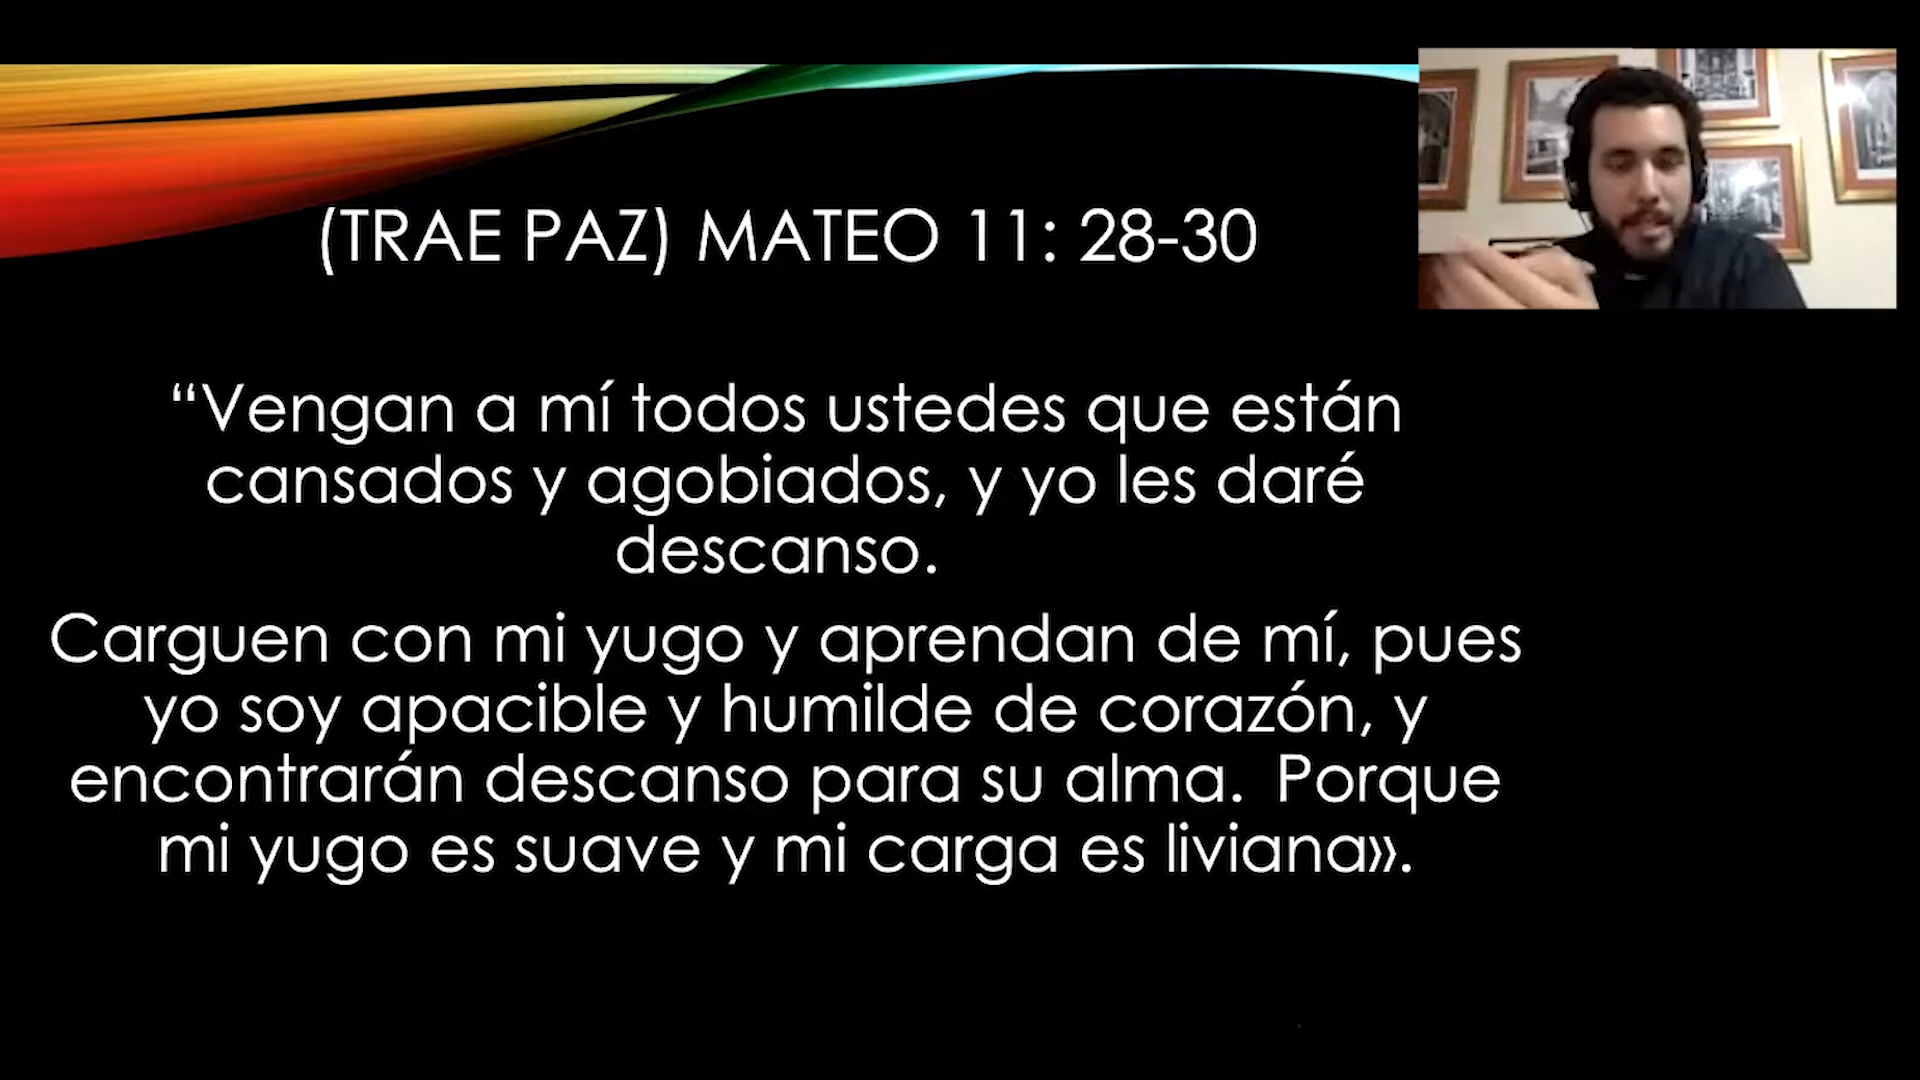 (TRAE PAZ) MATEO 11: 28-30
“Vengan a mí todos ustedes que están
cansados y agobiados, y yo les daré
descanso.
Carguen con mi yugo y aprendan de mí, pues
yo soy apacible y humilde de corazón, y
encontrarán descanso para su alma. Porque
mi yugo es suave y mi carga es liviana».